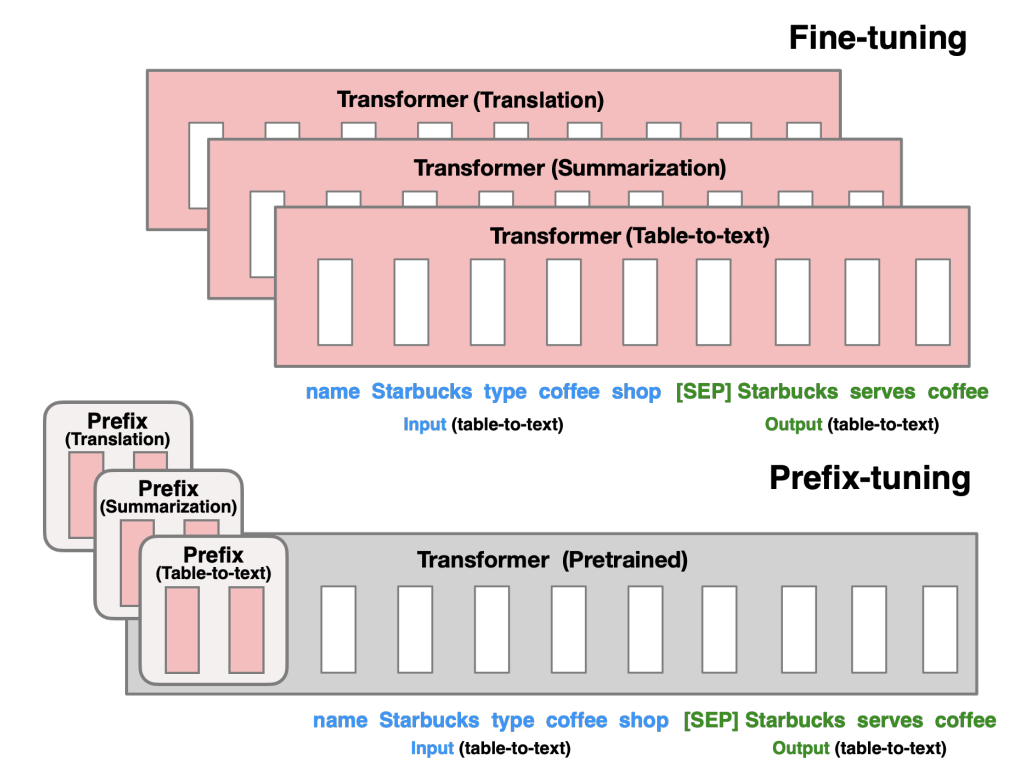 Fine-tuning
Transformer (Translation)
Transformer (Summarization)
Transformer (Table-to-text)
name Starbucks type coffee shop [SEP] Starbucks serves coffee
Input (table-to-text) Output (table-to-text)
Prefix-tuning
Prefix
(Translation)
Prefix
(Summarization)
Prefix
(Table-to-text)
Transformer (Pretrained)
name Starbucks type coffee shop [SEP] Starbucks serves coffee
Input (table-to-text) Output (table-to-text)